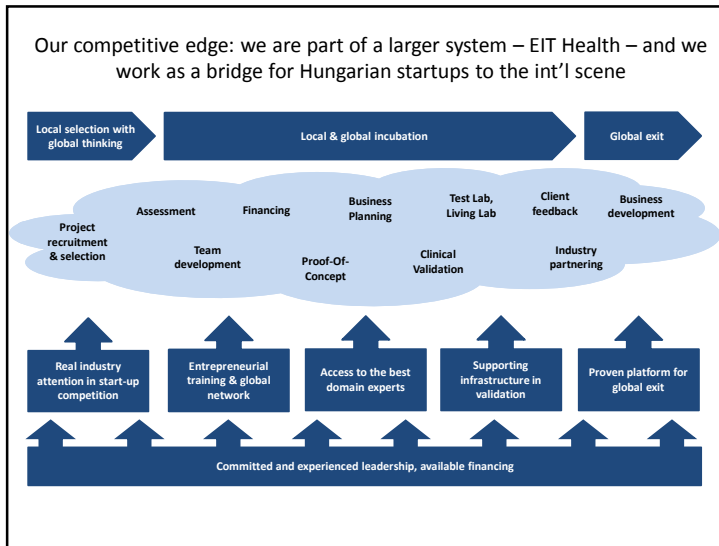 Our competitive edge: we are part of a larger system – EIT Health – and we
work as a bridge for Hungarian startups to the int'l scene
Local selection with
global thinking
Local & global incubation
Global exit
Project
recruitment
& selection
Assessment
Team
development
Financing
Proof-Of-
Concept
Business
Planning
Clinical
Validation
Test Lab,
Living Lab
Client
feedback
Industry
partnering
Business
development
Real industry
attention in start-up
competition
Entrepreneurial
training & global
network
Access to the best
domain experts
Supporting
infrastructure in
validation
Proven platform for
global exit
Committed and experienced leadership, available financing